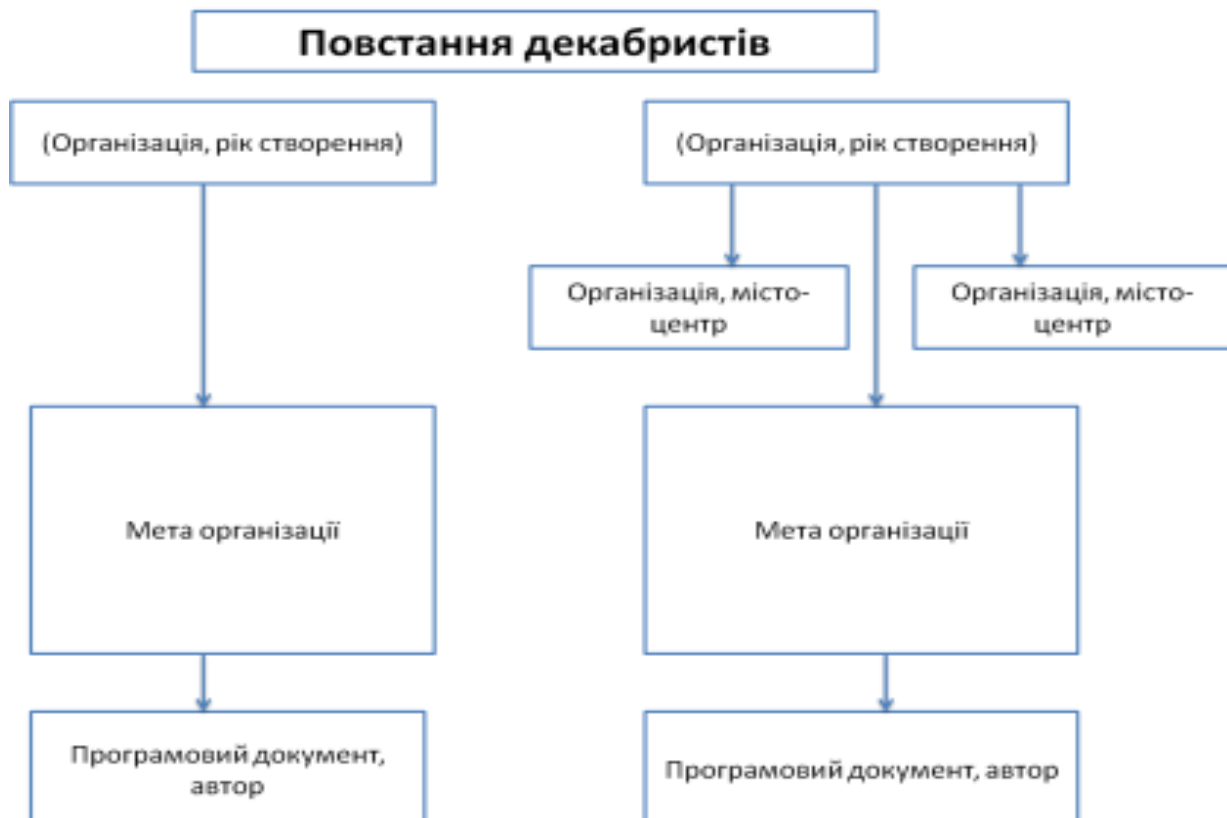 Повстання декабристів
(Організація, рік створення)
(Організація, рік створення)
Організація, місто-
центр
Організація, місто-
центр
Мета організації
Мета організації
Програмовий документ,
автор
Програмовий документ, автор